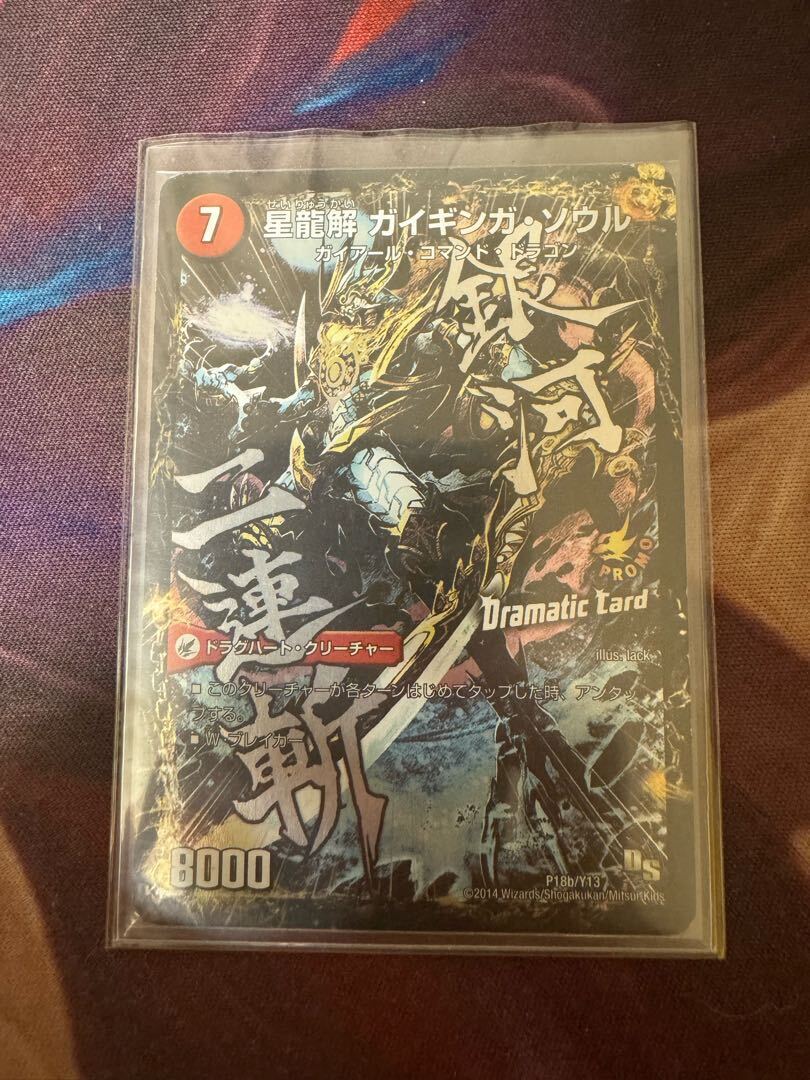 7
せいりゅうかい
星龍解 ガイギンガ・ソウル
ガイアール・コマンド・ドラゴン
銀河
二連斬
PROMO
Dramatic Card
ドラグハート・クリーチャー
illus. lack
■ このクリーチャーが各ターンはじめてタップした時、アンタッ
プする。
■ W・ブレイカー
8000
DS
P18b/Y13
©2014 Wizards/Shogakukan/Mitsui-Kids